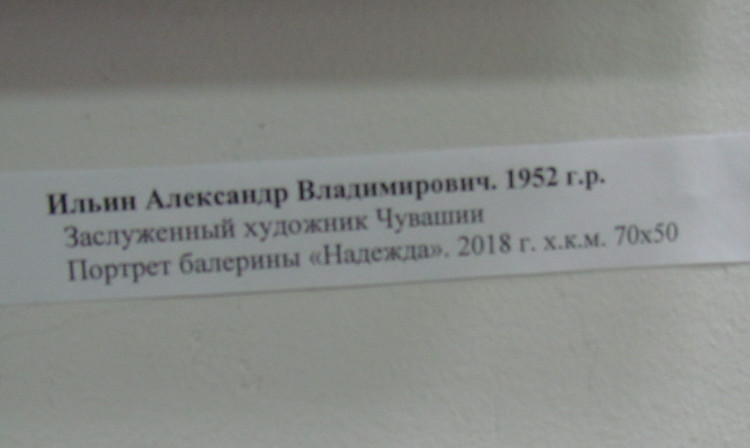 Ильин Александр Владимирович. 1952 г.р.
Заслуженный художник Чувашии
Портрет балерины «Надежда». 2018 г. х.к.м. 70х50